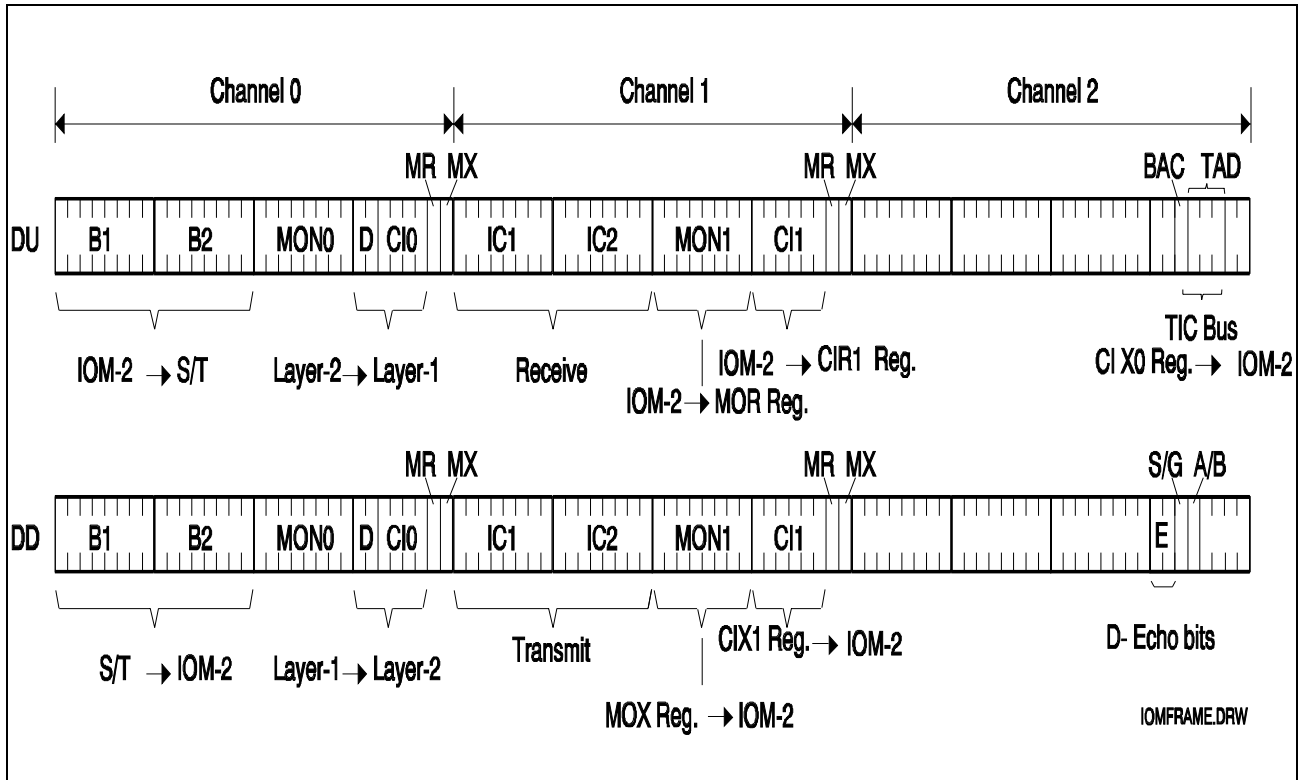 Channel 0 Channel 1 Channel 2
MR MX MR MX BAC TAD
DU B1 B2 MON0 D CI0 IC1 IC2 MON1 CI1
TIC Bus
IOM-2 → S/T Layer-2 → Layer-1 Receive IOM-2 → CIR1 Reg. CI X0 Reg. → IOM-2
IOM-2 → MOR Reg.
MR MX MR MX S/G A/B
DD B1 B2 MON0 D CI0 IC1 IC2 MON1 CI1 E
Transmit CIX1 Reg. → IOM-2 D- Echo bits
S/T → IOM-2 Layer-1 → Layer-2
MOX Reg. → IOM-2 IOMFRAME.DRW